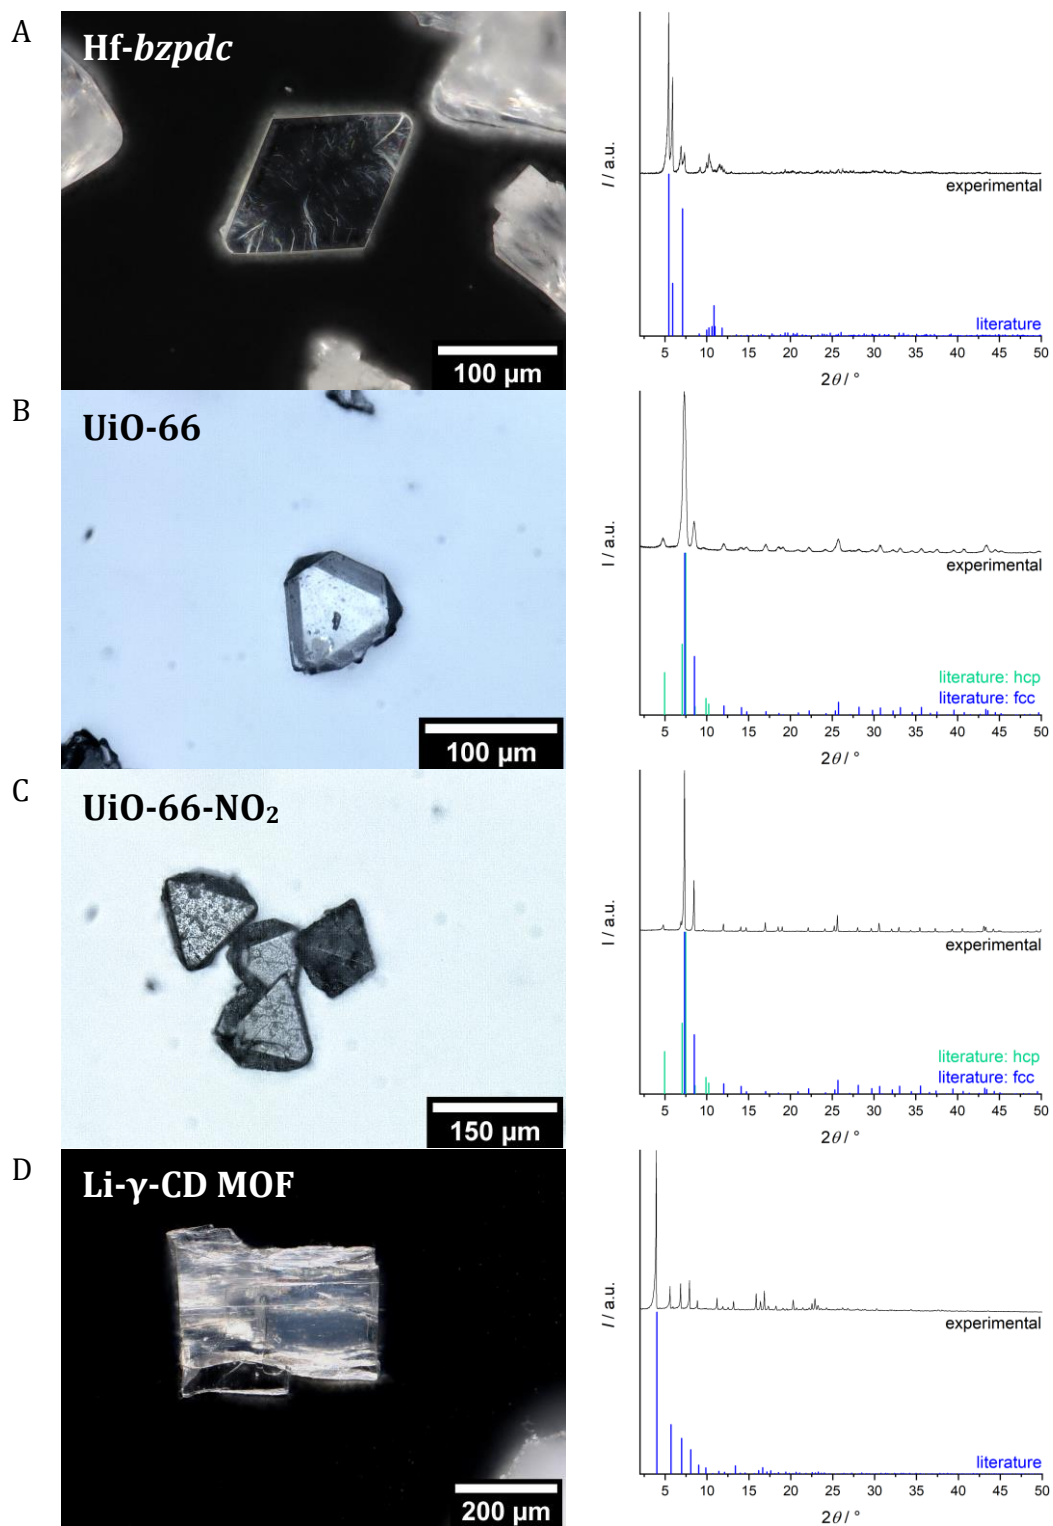 A
Hf-bzpdc
100 µm
I / a.u.
experimental
literature
5 10 15 20 25 30 35 40 45 50
2θ / °
B
UiO-66
100 µm
I / a.u.
experimental
literature: hcp
literature: fcc
5 10 15 20 25 30 35 40 45 50
2θ / °
C
UiO-66-NO₂
150 µm
I / a.u.
experimental
literature: hcp
literature: fcc
5 10 15 20 25 30 35 40 45 50
2θ / °
D
Li-γ-CD MOF
200 µm
I / a.u.
experimental
literature
5 10 15 20 25 30 35 40 45 50
2θ / °